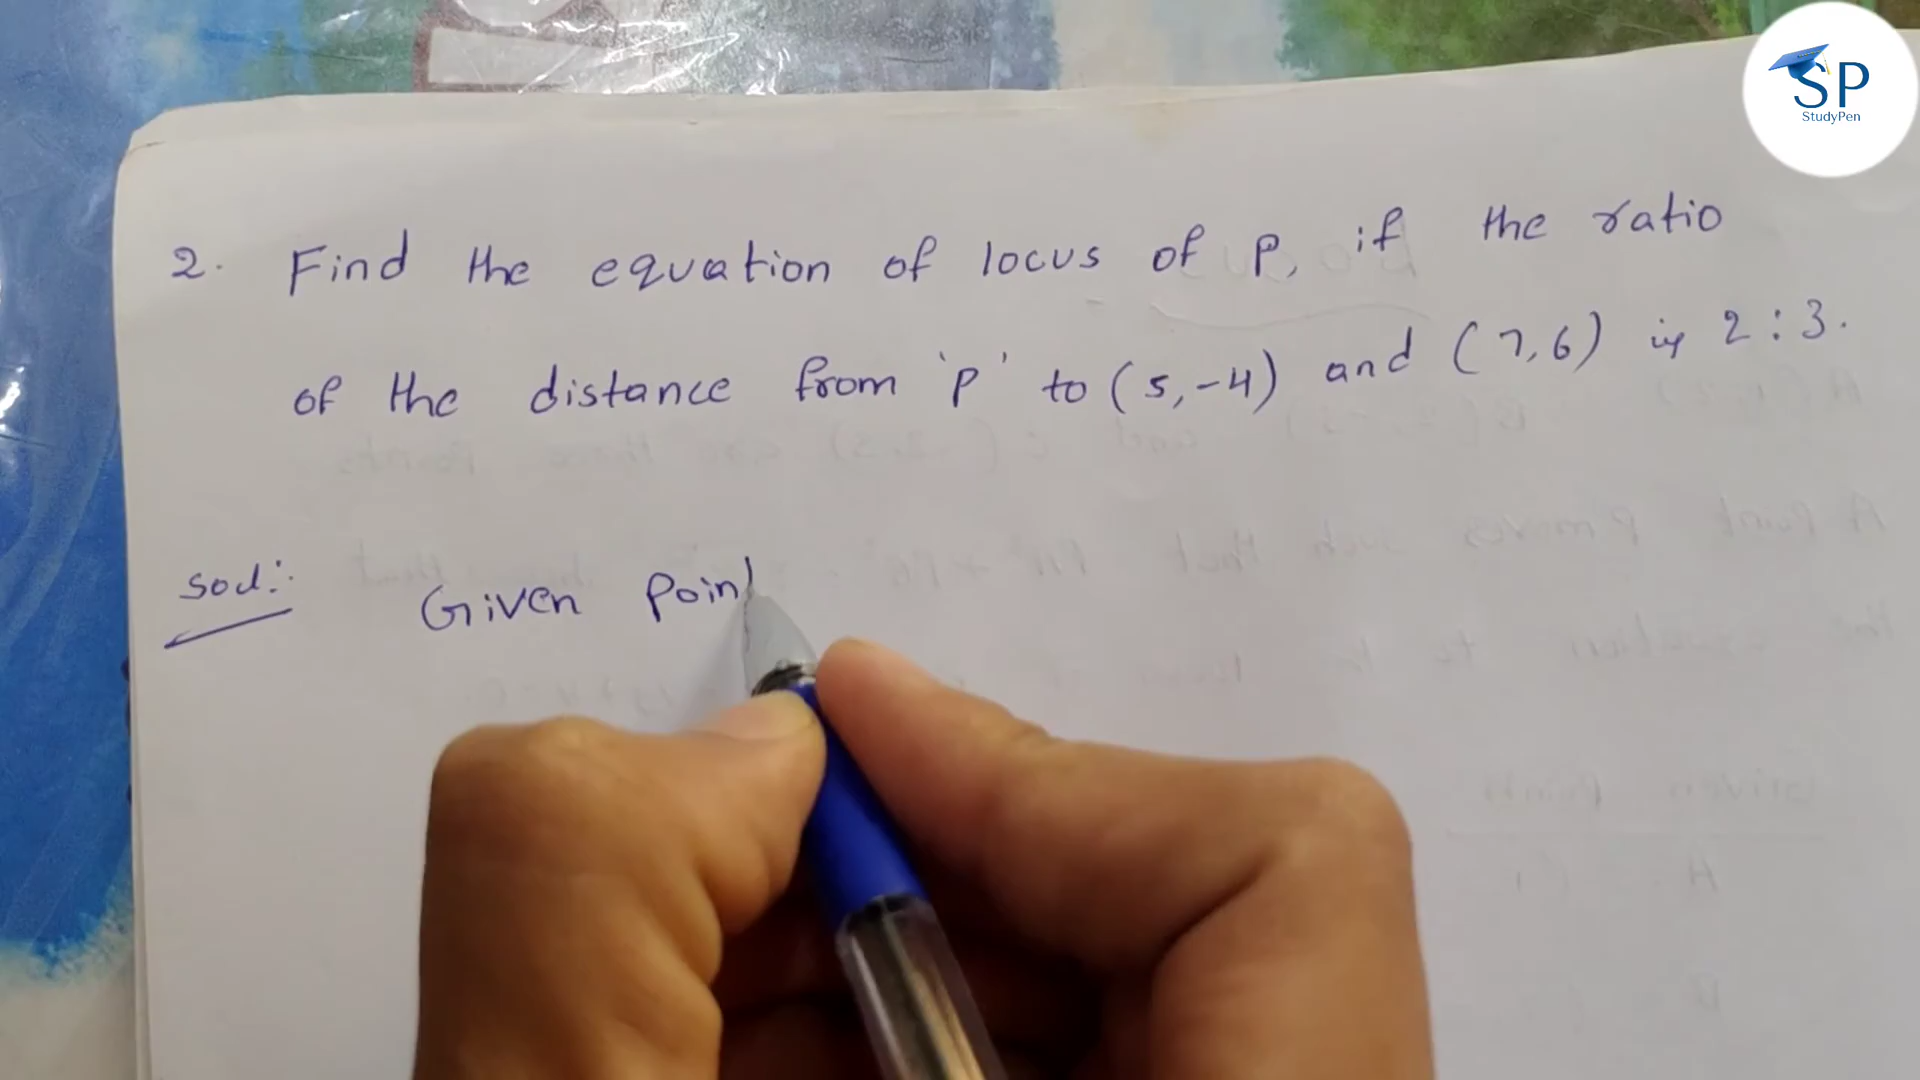 SP
StudyPen
2. Find the equation of locus of P, if the ratio
of the distance from 'P' to (5,-4) and (7,6) is 2:3.
Sol:
Given Point